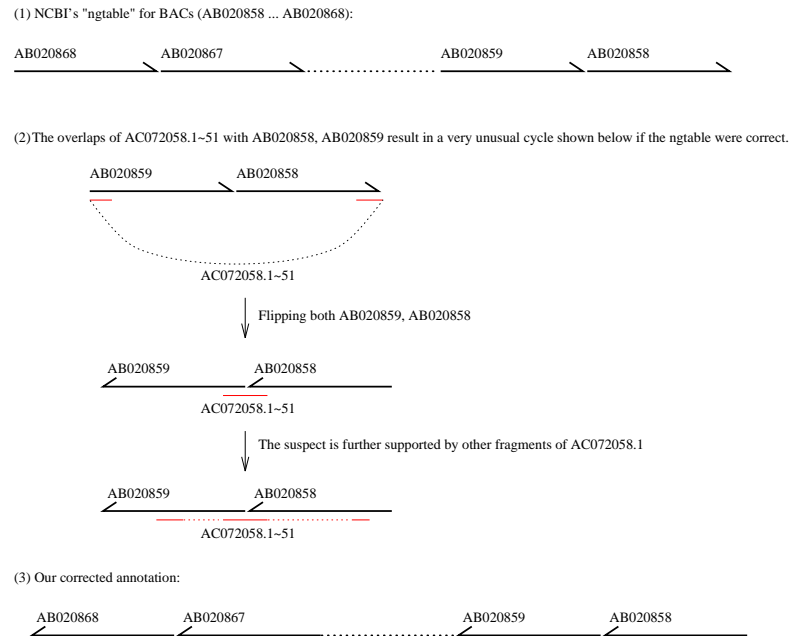 (1) NCBI's "ngtable" for BACs (AB020858 ... AB020868):
AB020868 AB020867 AB020859 AB020858
(2) The overlaps of AC072058.1~51 with AB020858, AB020859 result in a very unusual cycle shown below if the ngtable were correct.
AB020859 AB020858
AC072058.1~51
Flipping both AB020859, AB020858
AB020859 AB020858
AC072058.1~51
The suspect is further supported by other fragments of AC072058.1
AB020859 AB020858
AC072058.1~51
(3) Our corrected annotation:
AB020868 AB020867 AB020859 AB020858